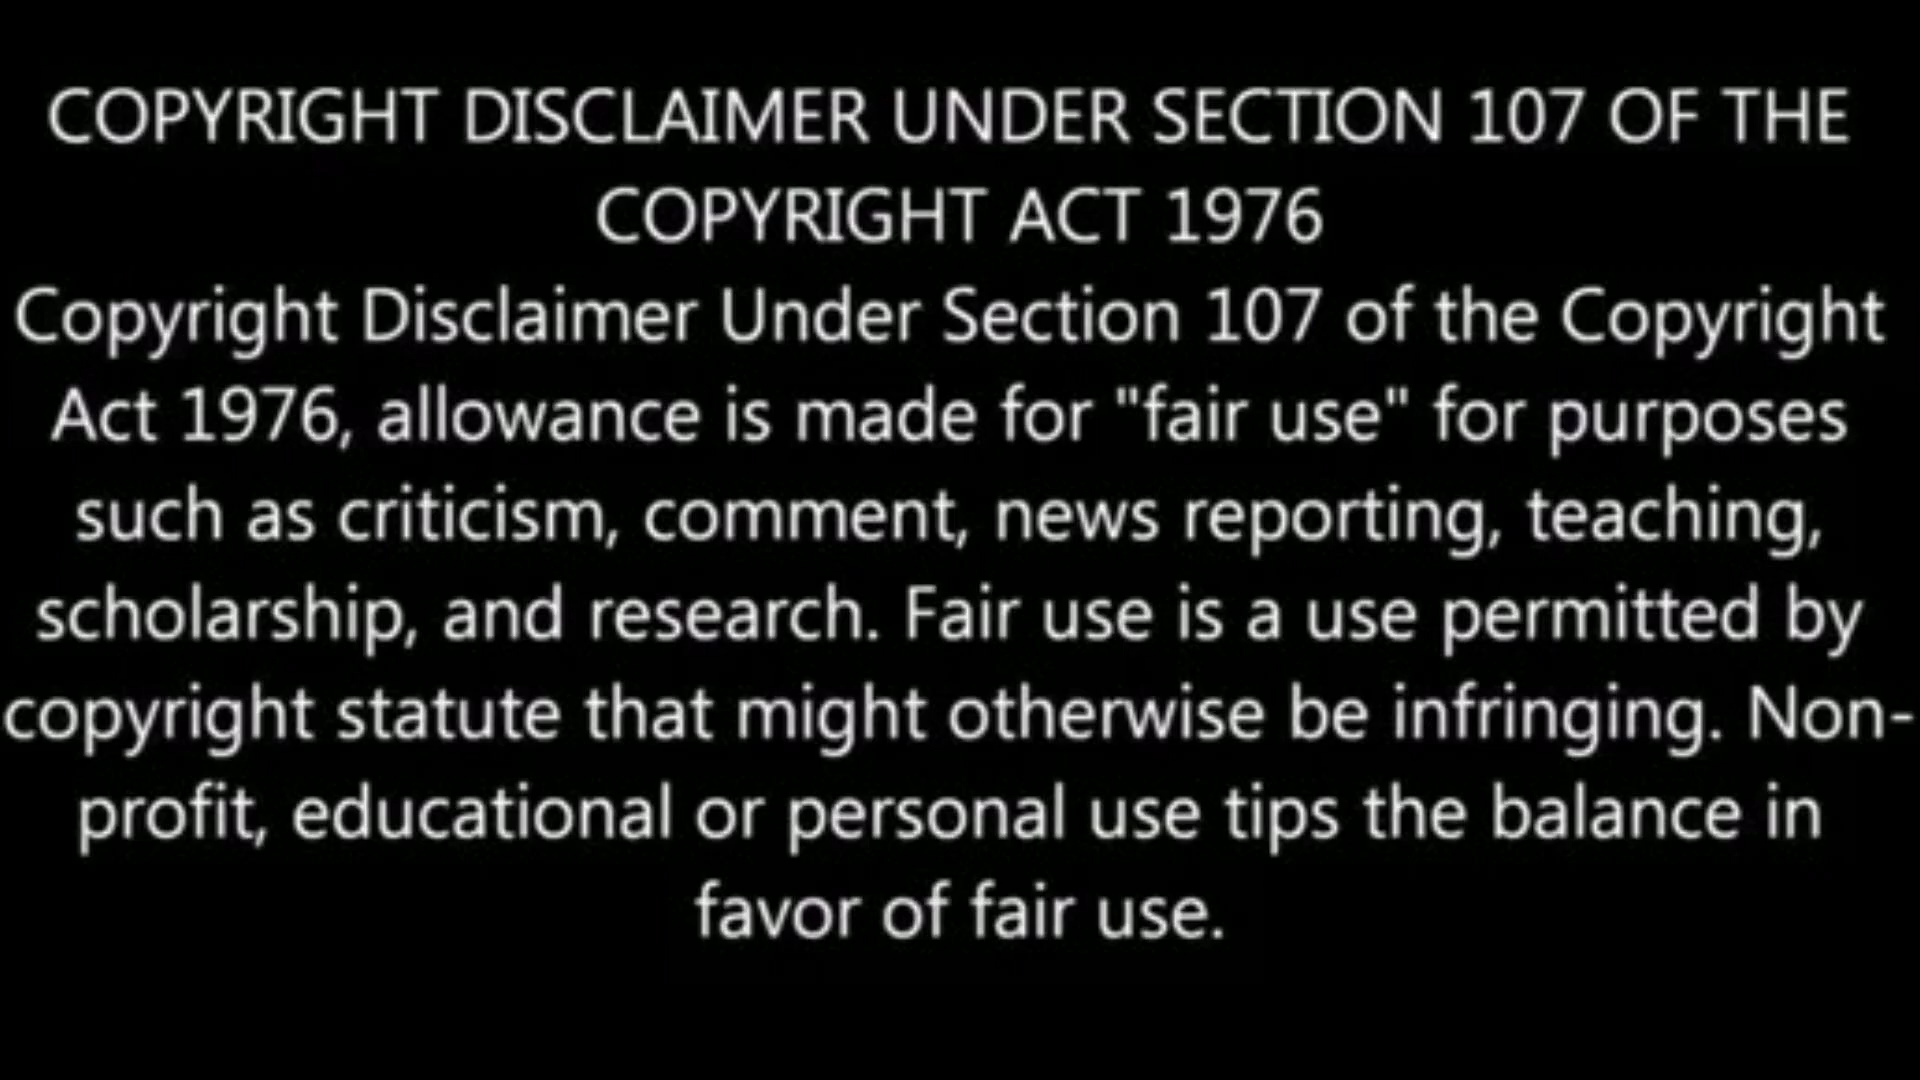 COPYRIGHT DISCLAIMER UNDER SECTION 107 OF THE
COPYRIGHT ACT 1976
Copyright Disclaimer Under Section 107 of the Copyright
Act 1976, allowance is made for "fair use" for purposes
such as criticism, comment, news reporting, teaching,
scholarship, and research. Fair use is a use permitted by
copyright statute that might otherwise be infringing. Non-
profit, educational or personal use tips the balance in
favor of fair use.